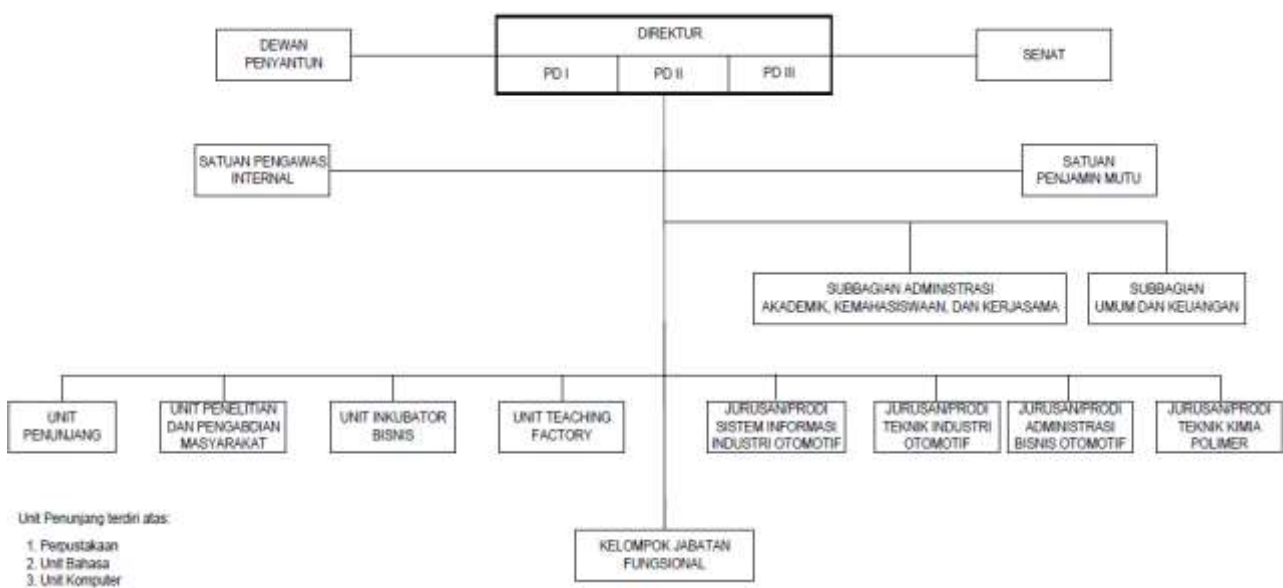 DIREKTUR
DEWAN
PENYANTUN
PD I
PD II
PD III
SENAT
SATUAN PENGAWAS
INTERNAL
SATUAN
PENJAMIN MUTU
SUBBAGIAN ADMINISTRASI
AKADEMIK, KEMAHASISWAAN, DAN KERJASAMA
SUBBAGIAN
UMUM DAN KEUANGAN
UNIT
PENUNJANG
UNIT PENELITIAN
DAN PENGABDIAN
MASYARAKAT
UNIT INKUBATOR
BISNIS
UNIT TEACHING
FACTORY
JURUSAN/PRODI
SISTEM INFORMASI
INDUSTRI OTOMOTIF
JURUSAN/PRODI
TEKNIK INDUSTRI
OTOMOTIF
JURUSAN/PRODI
ADMINISTRASI
BISNIS OTOMOTIF
JURUSAN/PRODI
TEKNIK KIMIA
POLIMER
Unit Penunjang terdiri atas:
1. Perpustakaan
2. Unit Bahasa
3. Unit Komputer
KELOMPOK JABATAN
FUNGSIONAL